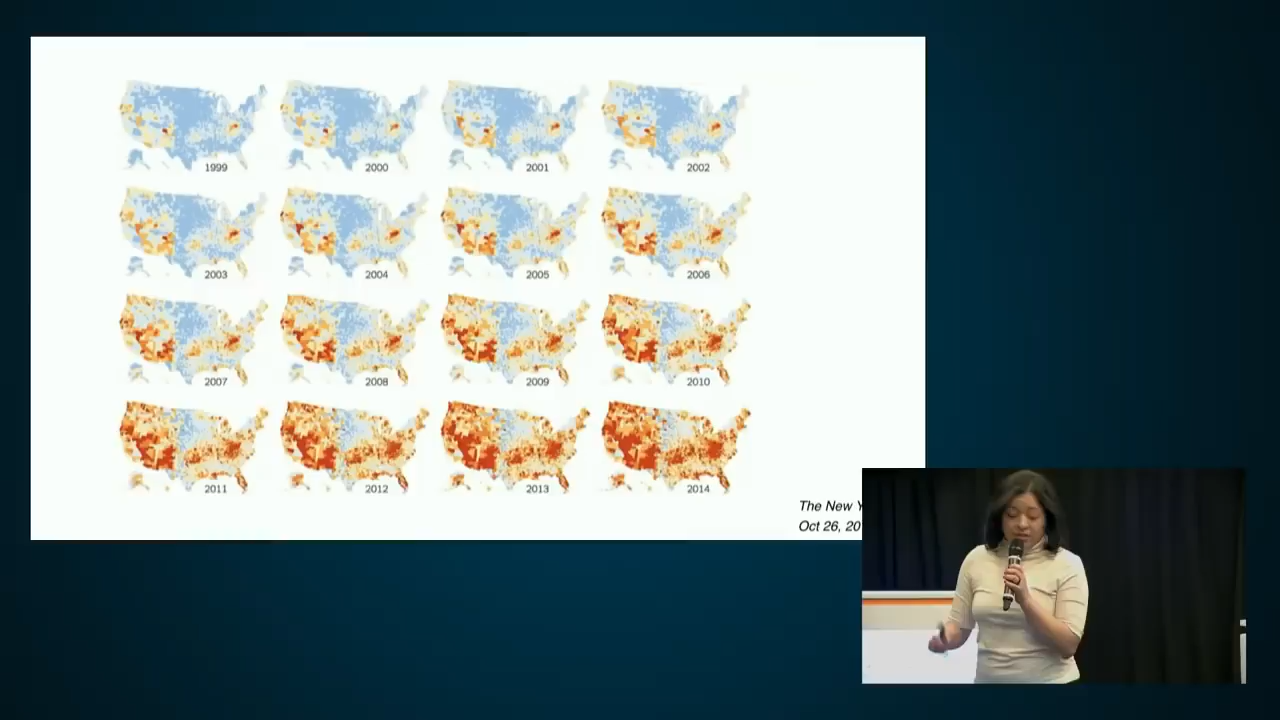 1999 2000 2001 2002
2003 2004 2005 2006
2007 2008 2009 2010
2011 2012 2013 2014
The New
Oct 26, 20